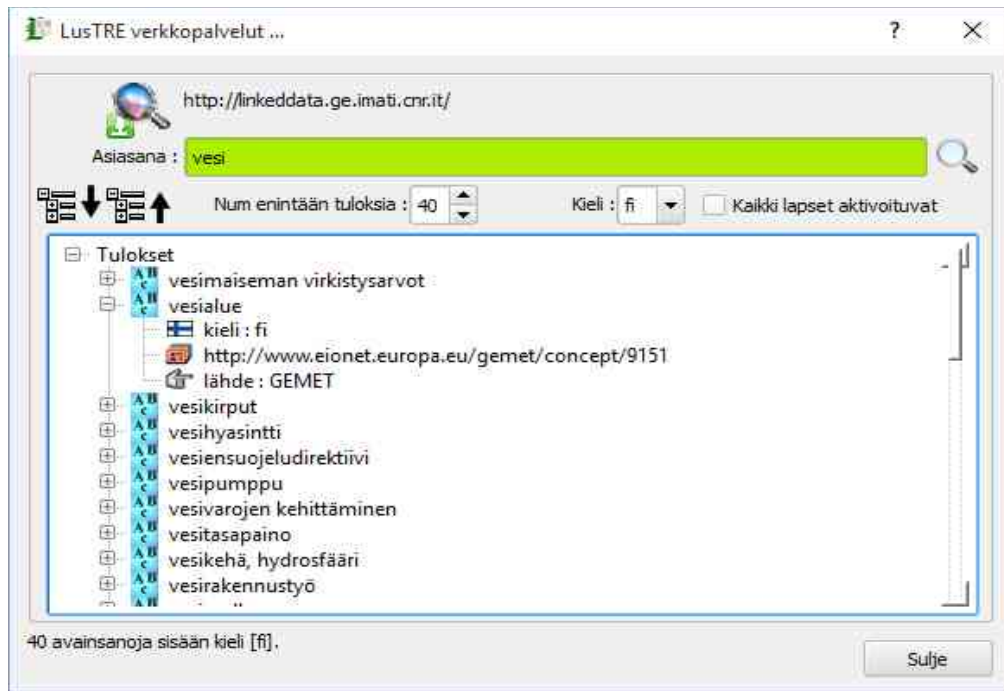 LusTRE verkkopalvelut ...
?
http://linkeddata.ge.imati.cnr.it/
Asiasana : vesi
Num enintään tuloksia : 40 Kieli : fi Kaikki lapset aktivoituvat
Tulokset
vesimaiseman virkistysarvot
vesialue
kieli : fi
http://www.eionet.europa.eu/gemet/concept/9151
lähde : GEMET
vesikirput
vesihyasintti
vesiensuojeludirektiivi
vesipumppu
vesivarojen kehittäminen
vesitasapaino
vesikehä, hydrosfääri
vesirakennustyö
40 avainsanoja sisään kieli [fi].
Sulje